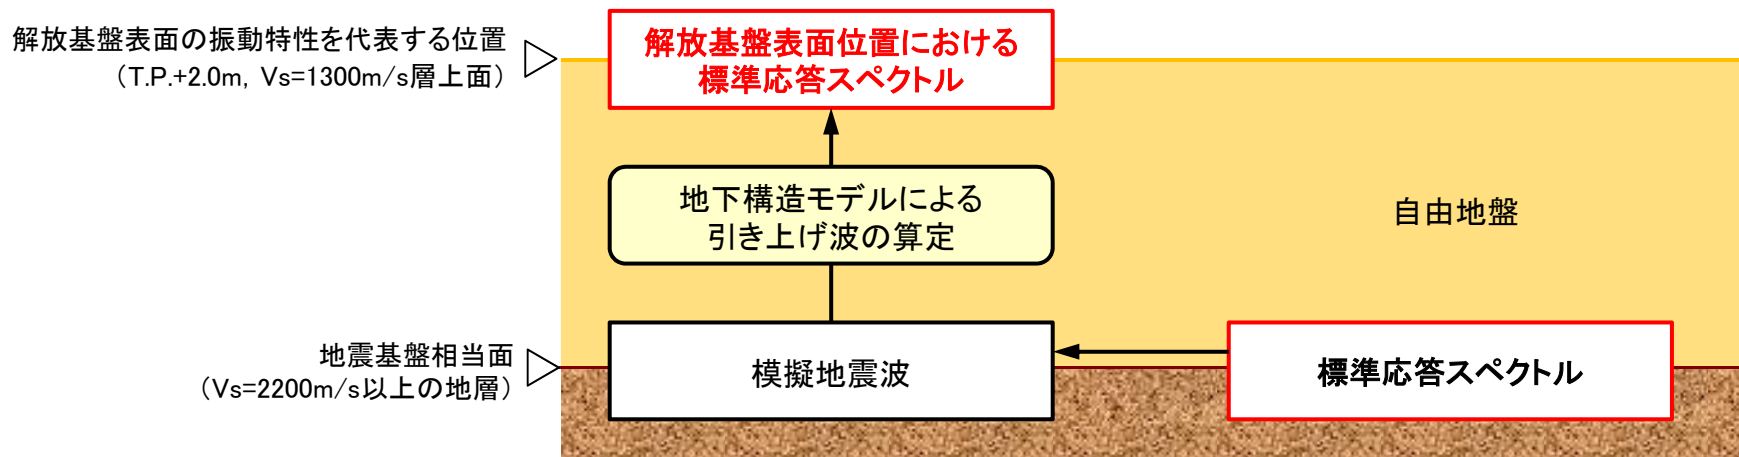 解放基盤表面の振動特性を代表する位置
（T.P.+2.0m, Vs=1300m/s層上面）
解放基盤表面位置における
標準応答スペクトル
地下構造モデルによる
引き上げ波の算定
自由地盤
地震基盤相当面
（Vs=2200m/s以上の地層）
模擬地震波
標準応答スペクトル